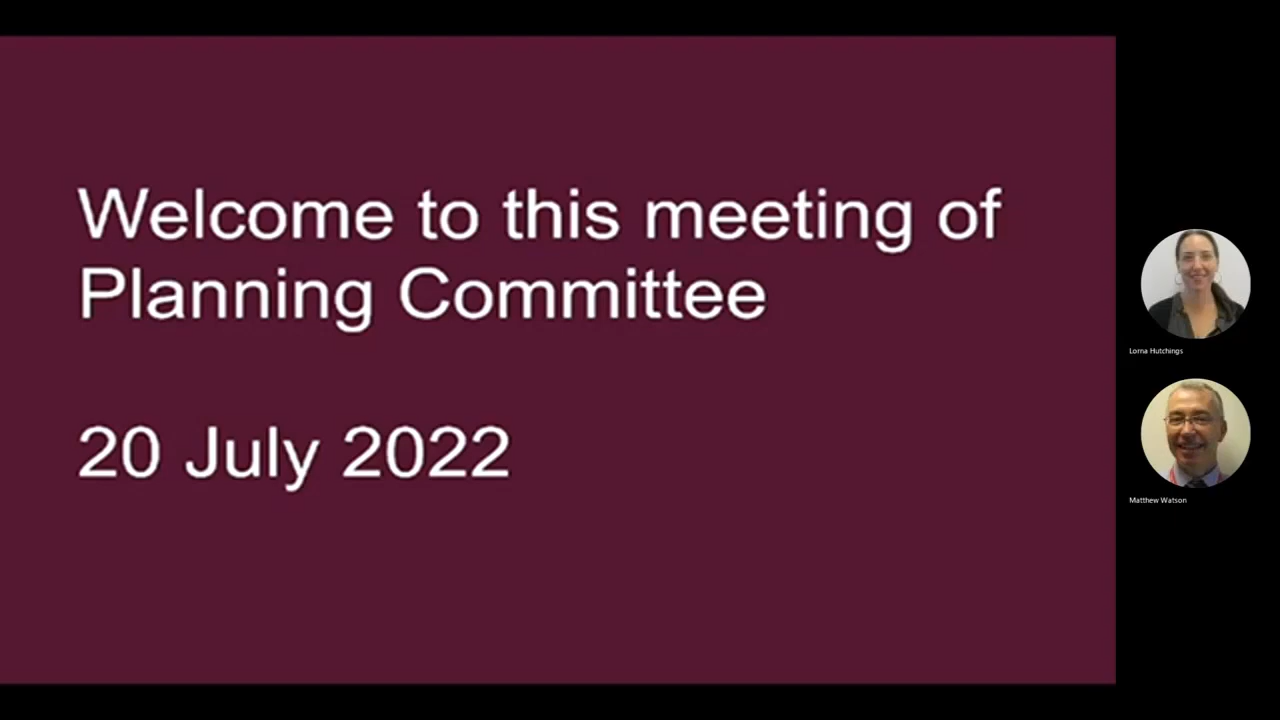 Welcome to this meeting of
Planning Committee
20 July 2022
Lorna Hutchings
Matthew Watson